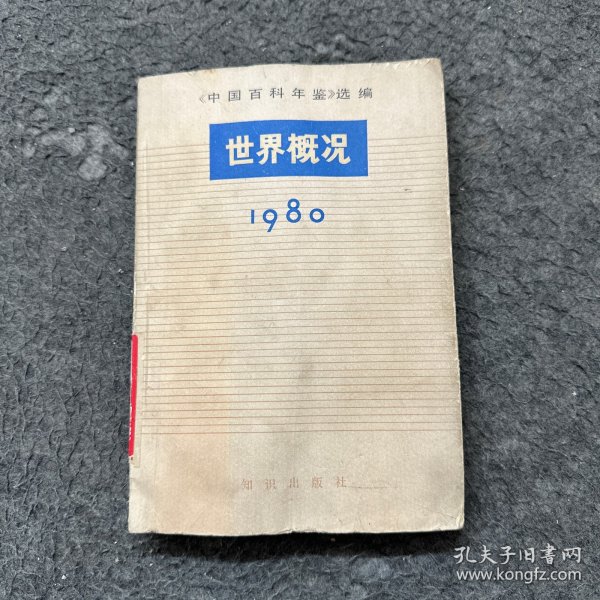 《中国百科年鉴》选编
世界概况
1980
知识出版社
孔夫子旧书网
www.kongfz.com